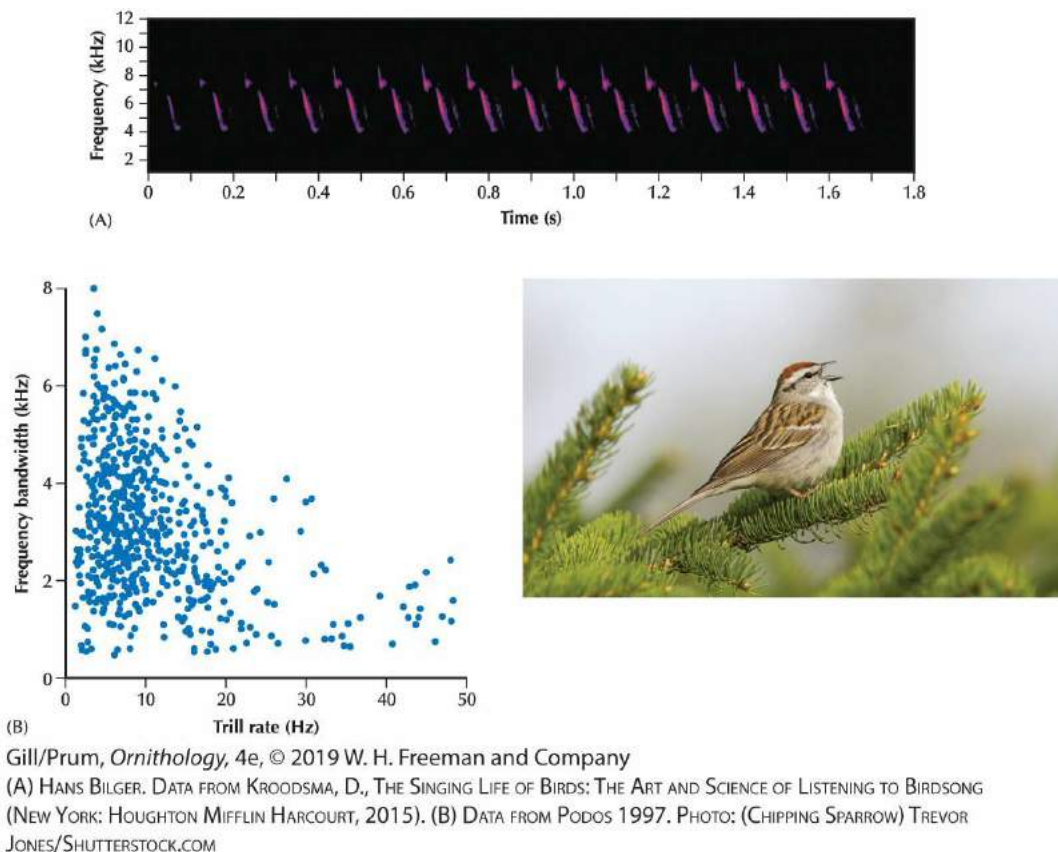 Frequency (kHz)
12
10
8
6
4
2
0 0.2 0.4 0.6 0.8 1.0 1.2 1.4 1.6 1.8
Time (s)
(A)
Frequency bandwidth (kHz)
8
6
4
2
0
0 10 20 30 40 50
Trill rate (Hz)
(B)
Gill/Prum, Ornithology, 4e, © 2019 W. H. Freeman and Company
(A) HANS BILGER. DATA FROM KROODSMA, D., THE SINGING LIFE OF BIRDS: THE ART AND SCIENCE OF LISTENING TO BIRDSONG
(NEW YORK: HOUGHTON MIFFLIN HARCOURT, 2015). (B) DATA FROM PODOS 1997. PHOTO: (CHIPPING SPARROW) TREVOR
JONES/SHUTTERSTOCK.COM